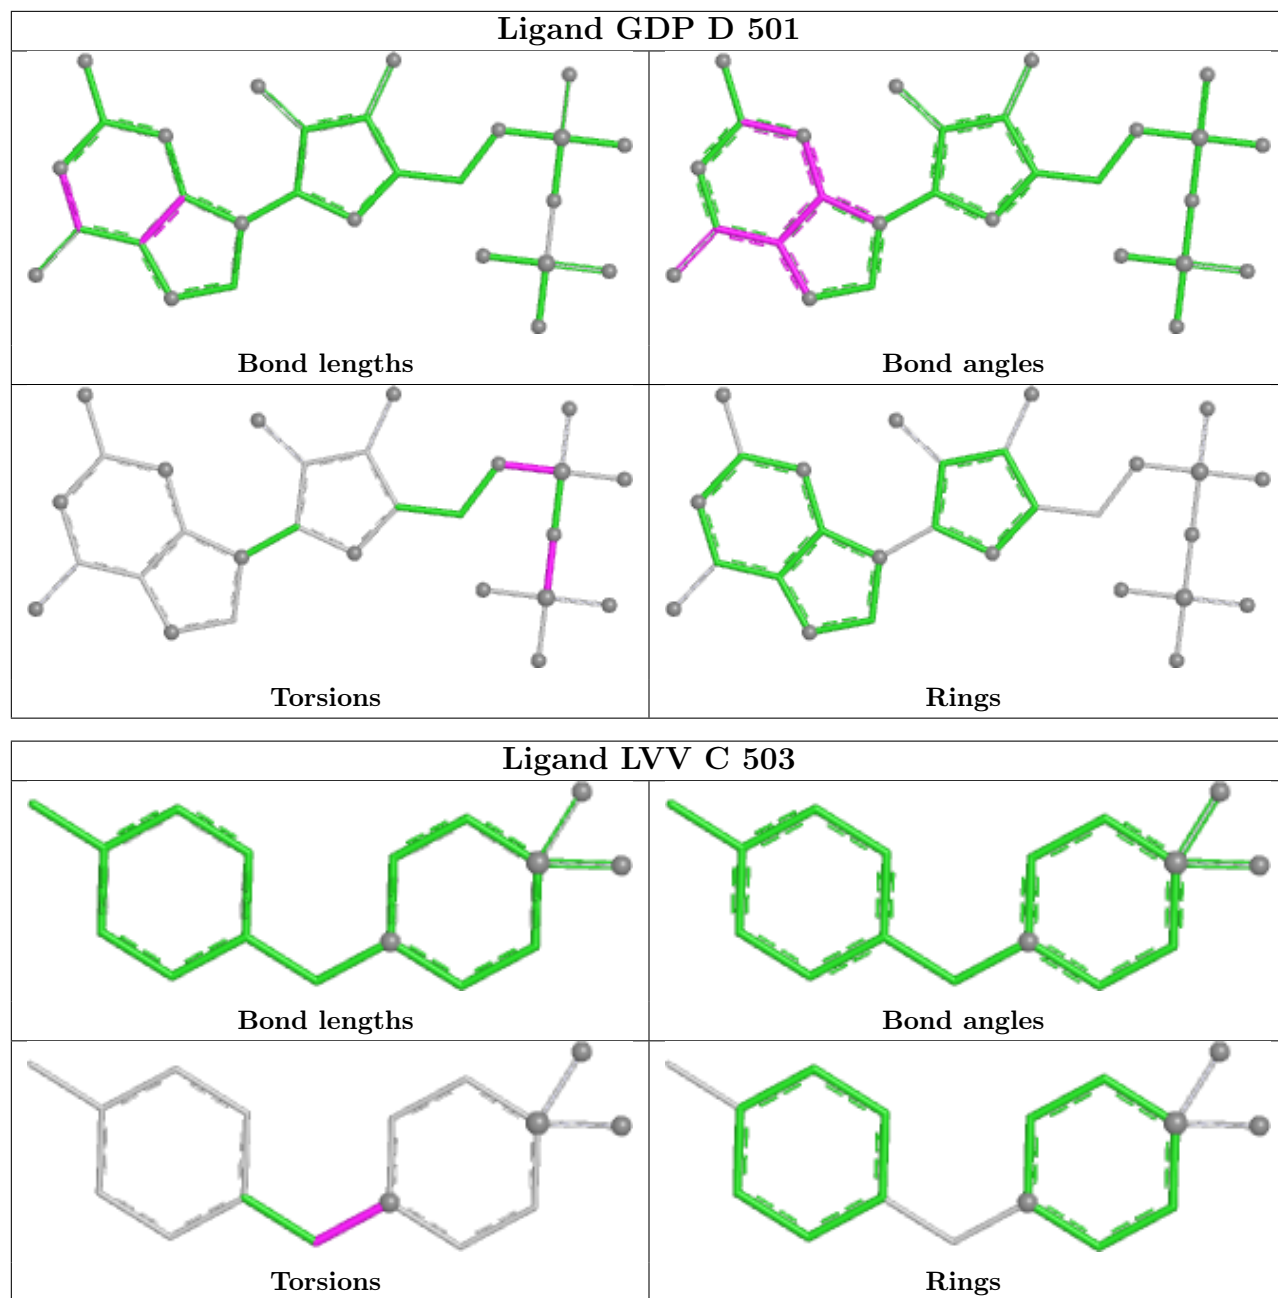 Ligand GDP D 501
Bond lengths
Bond angles
Torsions
Rings
Ligand LVV C 503
Bond lengths
Bond angles
Torsions
Rings